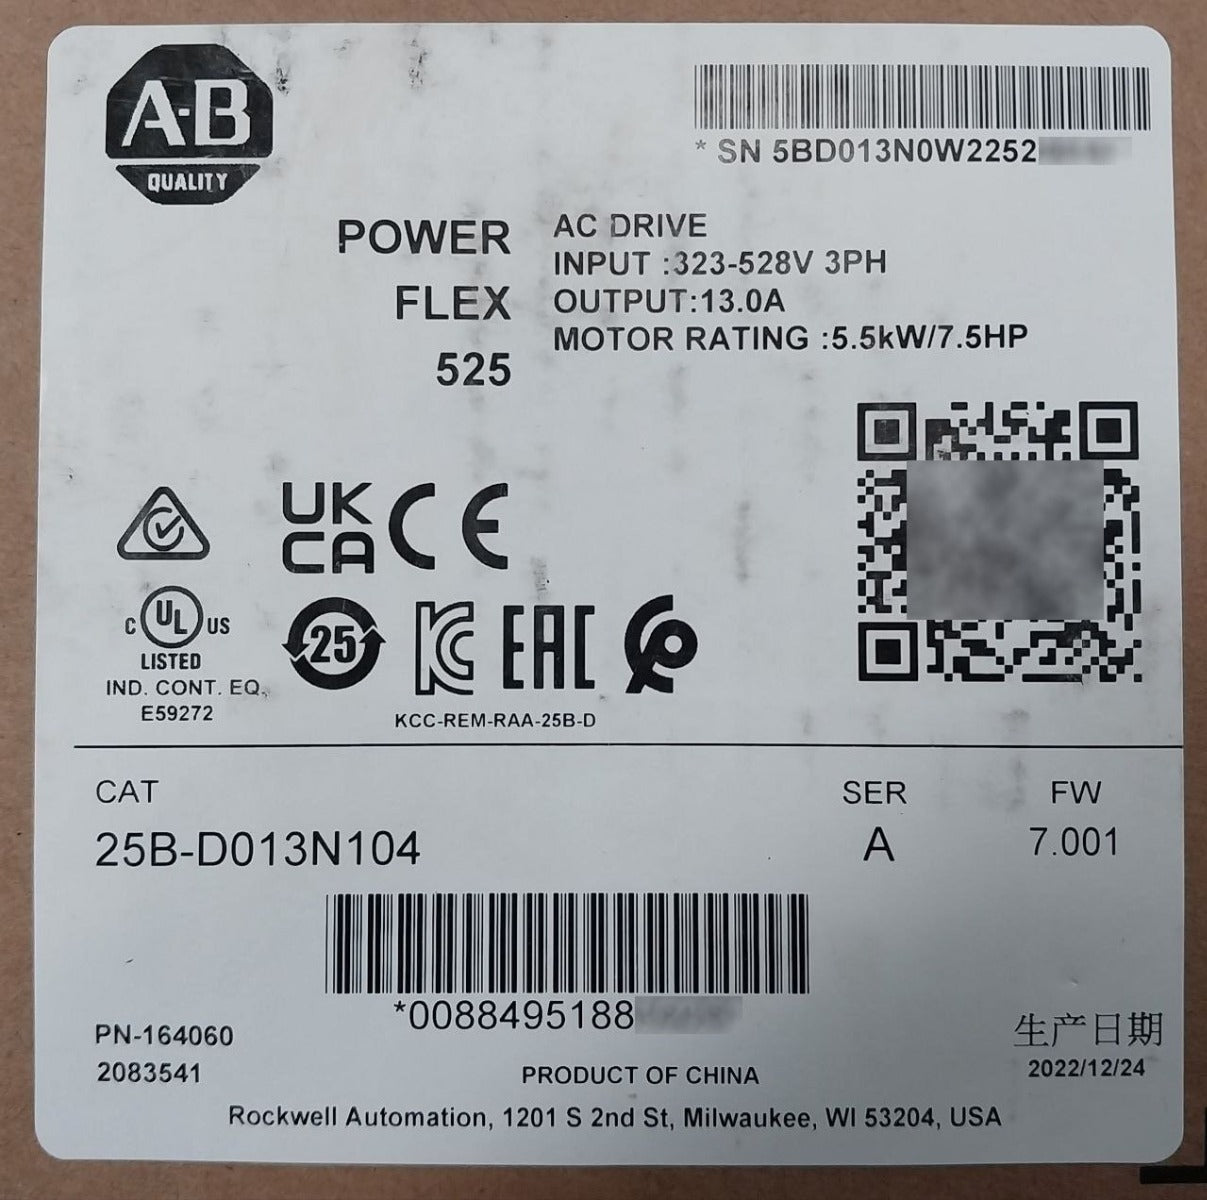 A·B
QUALITY
* SN 5BD013N0W2252
POWER
FLEX
525
AC DRIVE
INPUT :323-528V 3PH
OUTPUT:13.0A
MOTOR RATING :5.5kW/7.5HP
UK
CA
CE
C UL US
LISTED
IND. CONT. EQ.
E59272
25
KC
EAC
KCC-REM-RAA-25B-D
CAT
25B-D013N104
SER
A
FW
7.001
*0088495188
PN-164060
2083541
PRODUCT OF CHINA
生产日期
2022/12/24
Rockwell Automation, 1201 S 2nd St, Milwaukee, WI 53204, USA